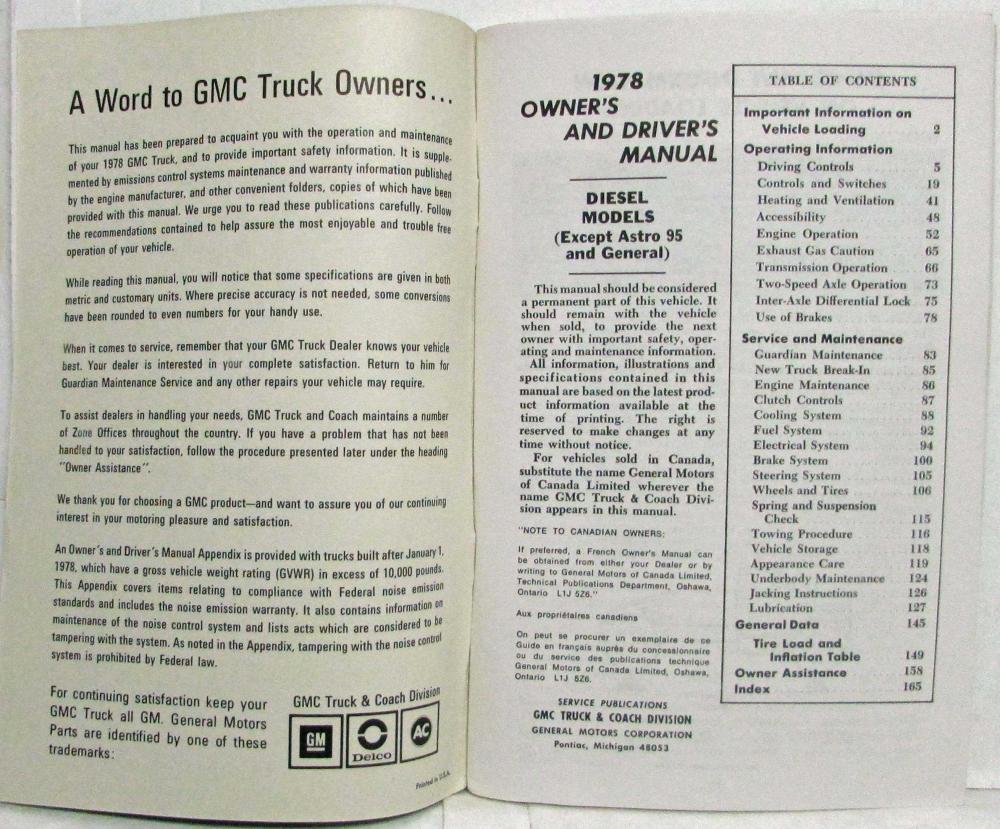 A Word to GMC Truck Owners...
This manual has been prepared to acquaint you with the operation and maintenance
of your 1978 GMC Truck, and to provide important safety information. It is supple-
mented by emissions control systems maintenance and warranty information published
by the engine manufacturer, and other convenient folders, copies of which have been
provided with this manual. We urge you to read these publications carefully. Follow
the recommendations contained to help assure the most enjoyable and trouble free
operation of your vehicle.
While reading this manual, you will notice that some specifications are given in both
metric and customary units. Where precise accuracy is not needed, some conversions
have been rounded to even numbers for your handy use.
When it comes to service, remember that your GMC Truck Dealer knows your vehicle
best. Your dealer is interested in your complete satisfaction. Return to him for
Guardian Maintenance Service and any other repairs your vehicle may require.
To assist dealers in handling your needs, GMC Truck and Coach maintains a number
of Zone Offices throughout the country. If you have a problem that has not been
handled to your satisfaction, follow the procedure presented later under the heading
"Owner Assistance".
We thank you for choosing a GMC product—and want to assure you of our continuing
interest in your motoring pleasure and satisfaction.
An Owner's and Driver's Manual Appendix is provided with trucks built after January 1,
1978, which have a gross vehicle weight rating (GVWR) in excess of 10,000 pounds.
This Appendix covers items relating to compliance with Federal noise emission
standards and includes the noise emission warranty. It also contains information on
maintenance of the noise control system and lists acts which are considered to be
tampering with the system. As noted in the Appendix, tampering with the noise control
system is prohibited by Federal law.
For continuing satisfaction keep your
GMC Truck all GM. General Motors
Parts are identified by one of these
trademarks:
GMC Truck & Coach Division
GM
Delco
AC
Printed in U.S.A.
1978
OWNER'S
AND DRIVER'S
MANUAL
DIESEL
MODELS
(Except Astro 95
and General)
This manual should be considered
a permanent part of this vehicle. It
should remain with the vehicle
when sold, to provide the next
owner with important safety, oper-
ating and maintenance information.
All information, illustrations and
specifications contained in this
manual are based on the latest prod-
uct information available at the
time of printing. The right is
reserved to make changes at any
time without notice.
For vehicles sold in Canada,
substitute the name General Motors
of Canada Limited wherever the
name GMC Truck & Coach Divi-
sion appears in this manual.
"NOTE TO CANADIAN OWNERS:
If preferred, a French Owner's Manual can
be obtained from either your Dealer or by
writing to General Motors of Canada Limited,
Technical Publications Department, Oshawa,
Ontario L1J 5Z6."
Aux propriétaires canadiens
On peut se procurer un exemplaire de ce
Guide en français auprès du concessionnaire
ou du service des publications technique
General Motors of Canada Limited, Oshawa,
Ontario L1J 5Z6.
SERVICE PUBLICATIONS
GMC TRUCK & COACH DIVISION
GENERAL MOTORS CORPORATION
Pontiac, Michigan 48053
TABLE OF CONTENTS
Important Information on
Vehicle Loading 2
Operating Information
Driving Controls 5
Controls and Switches 19
Heating and Ventilation 41
Accessibility 48
Engine Operation 52
Exhaust Gas Caution 65
Transmission Operation 66
Two-Speed Axle Operation 73
Inter-Axle Differential Lock 75
Use of Brakes 78
Service and Maintenance
Guardian Maintenance 83
New Truck Break-In 85
Engine Maintenance 86
Clutch Controls 87
Cooling System 88
Fuel System 92
Electrical System 94
Brake System 100
Steering System 105
Wheels and Tires 106
Spring and Suspension
Check 115
Towing Procedure 116
Vehicle Storage 118
Appearance Care 119
Underbody Maintenance 124
Jacking Instructions 126
Lubrication 127
General Data 145
Tire Load and
Inflation Table 149
Owner Assistance 158
Index 165